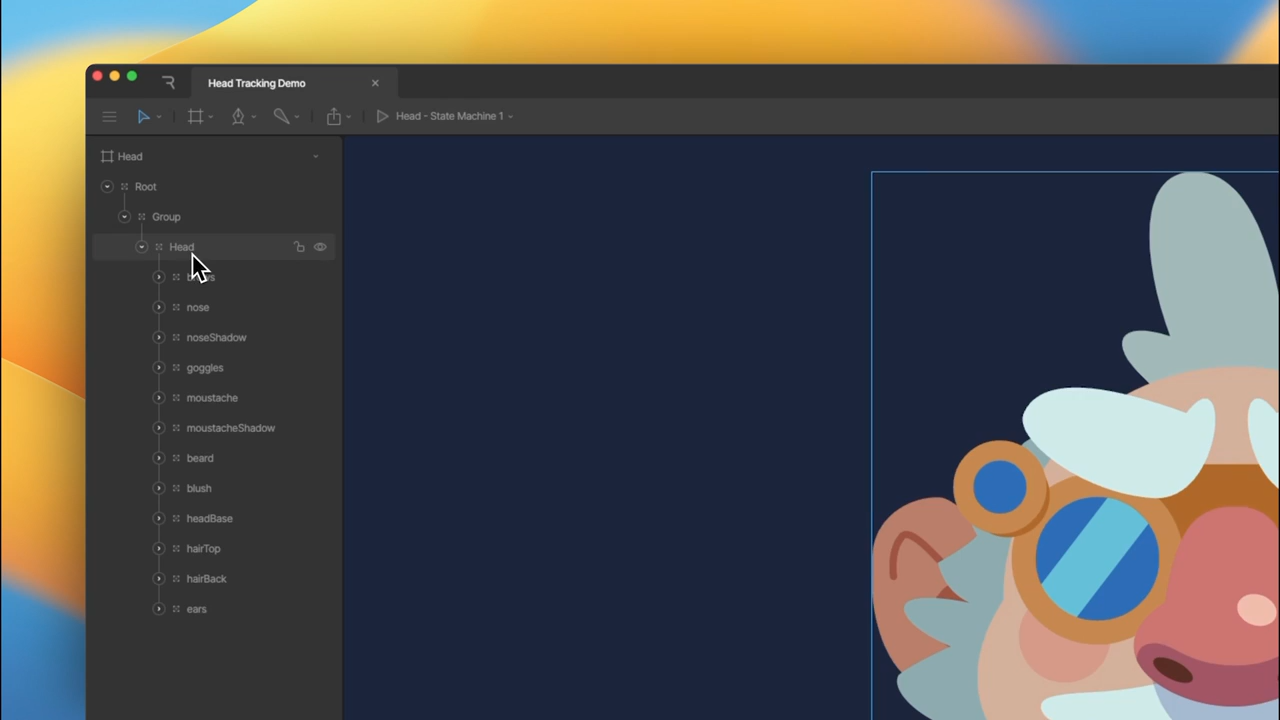 Head Tracking Demo
Head - State Machine 1
Head
Root
Group
Head
nose
noseShadow
goggles
moustache
moustacheShadow
beard
blush
headBase
hairTop
hairBack
ears